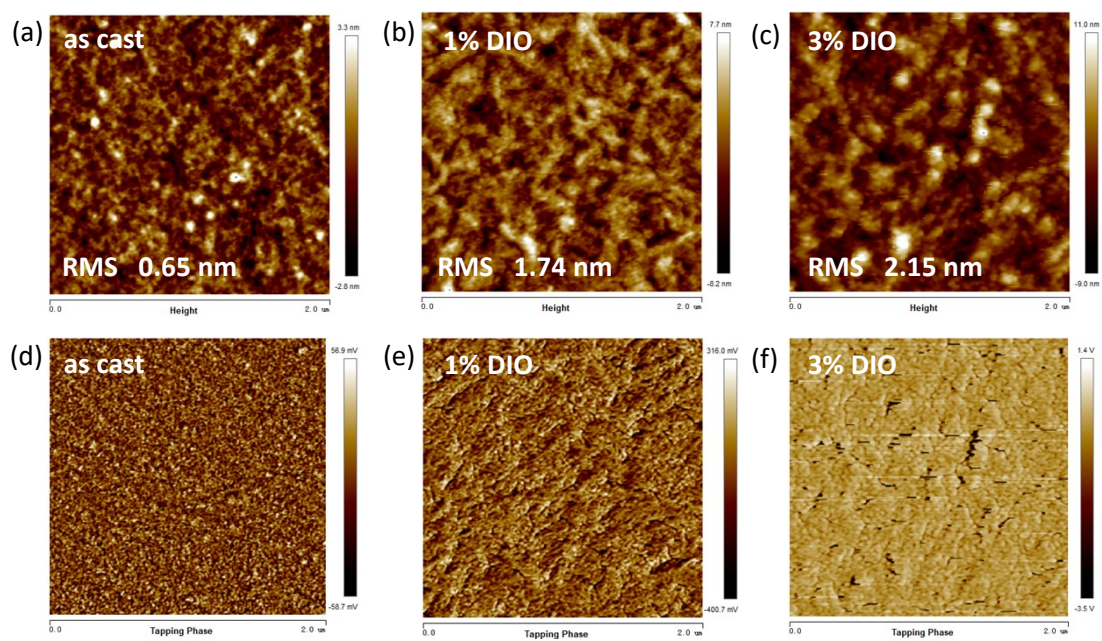 (a) as cast
3.3 nm
RMS 0.65 nm
-2.8 nm
0.0 2.0 um
Height
(b) 1% DIO
7.7 nm
RMS 1.74 nm
-8.2 nm
0.0 2.0 um
Height
(c) 3% DIO
11.0 nm
RMS 2.15 nm
-9.0 nm
0.0 2.0 um
Height
(d) as cast
56.9 mV
-58.7 mV
0.0 2.0 um
Tapping Phase
(e) 1% DIO
316.0 mV
-400.7 mV
0.0 2.0 um
Tapping Phase
(f) 3% DIO
1.4 V
-3.5 V
0.0 2.0 um
Tapping Phase